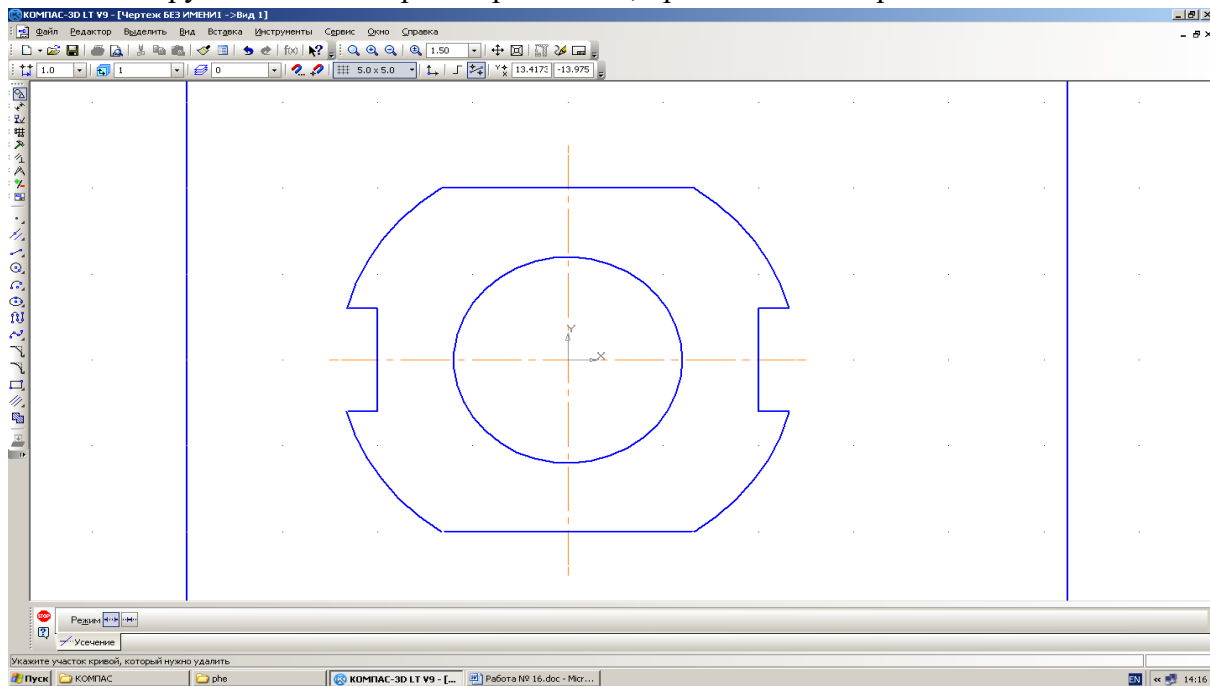 КОМПАС-3D LT V9 - [Чертеж БЕЗ ИМЕНИ1 ->Вид 1]
Файл Редактор Выделить Вид Вставка Инструменты Сервис Окно Справка
f(x) 1.50
1.0 1 0 5.0 x 5.0 13.4173 -13.975
Y
X
Режим
Усечение
Укажите участок кривой, который нужно удалить
Пуск КОМПАС phe КОМПАС-3D LT V9 - [... Работа № 16.doc - Micr... EN « 14:16